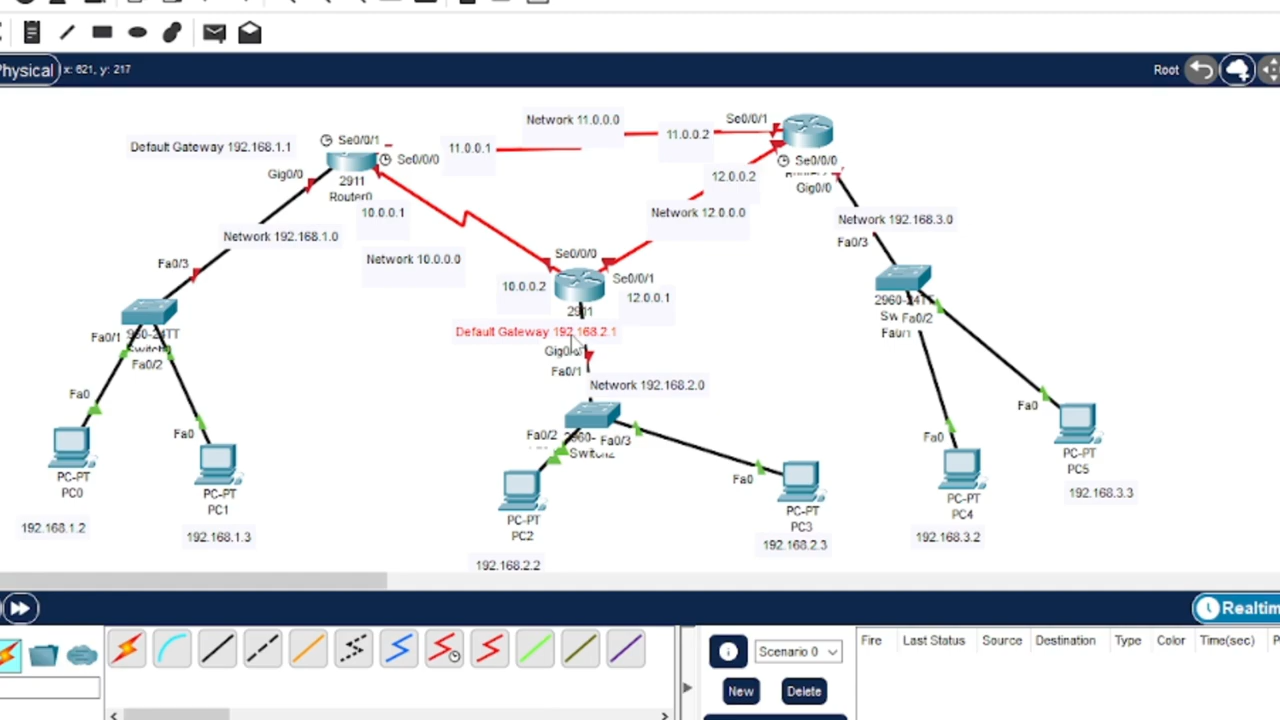 Physical x: 621, y: 217
Root
Network 11.0.0.0
Se0/0/1
11.0.0.2
Default Gateway 192.168.1.1
Se0/0/1
11.0.0.1
Se0/0/0
Se0/0/0
Gig0/0
12.0.0.2
2911
Router0
Gig0/0
10.0.0.1
Network 12.0.0.0
Network 192.168.3.0
Network 192.168.1.0
Fa0/3
Network 10.0.0.0
Se0/0/0
Fa0/3
Se0/0/1
10.0.0.2
12.0.0.1
2911
Default Gateway 192.168.2.1
2960-24TT
Fa0/2
Fa0/1
Fa0/2
Fa0/1
Network 192.168.2.0
Fa0
Fa0
Fa0/2
Fa0/3
Fa0
Fa0
Fa0
PC-PT
PC0
PC-PT
PC1
PC-PT
PC2
PC-PT
PC3
PC-PT
PC4
PC-PT
PC5
192.168.1.2
192.168.1.3
192.168.2.2
192.168.2.3
192.168.3.2
192.168.3.3
Scenario 0
New
Delete
Fire Last Status Source Destination Type Color Time(sec) P
Realtim